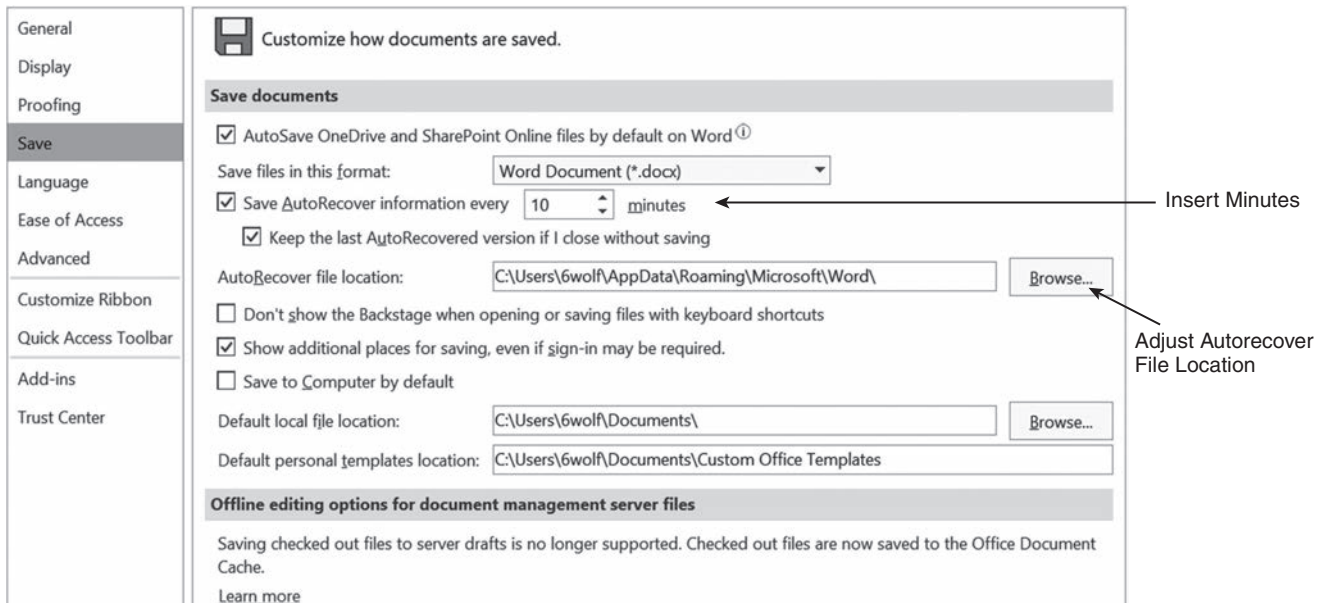 General
Display
Proofing
Save
Language
Ease of Access
Advanced
Customize Ribbon
Quick Access Toolbar
Add-ins
Trust Center
Customize how documents are saved.
Save documents
AutoSave OneDrive and SharePoint Online files by default on Word
Save files in this format: Word Document (*.docx)
Save AutoRecover information every 10 minutes
Keep the last AutoRecovered version if I close without saving
AutoRecover file location: C:\Users\6wolf\AppData\Roaming\Microsoft\Word\ Browse...
Don't show the Backstage when opening or saving files with keyboard shortcuts
Show additional places for saving, even if sign-in may be required.
Save to Computer by default
Default local file location: C:\Users\6wolf\Documents\ Browse...
Default personal templates location: C:\Users\6wolf\Documents\Custom Office Templates
Offline editing options for document management server files
Saving checked out files to server drafts is no longer supported. Checked out files are now saved to the Office Document
Cache.
Learn more
Insert Minutes
Adjust Autorecover
File Location